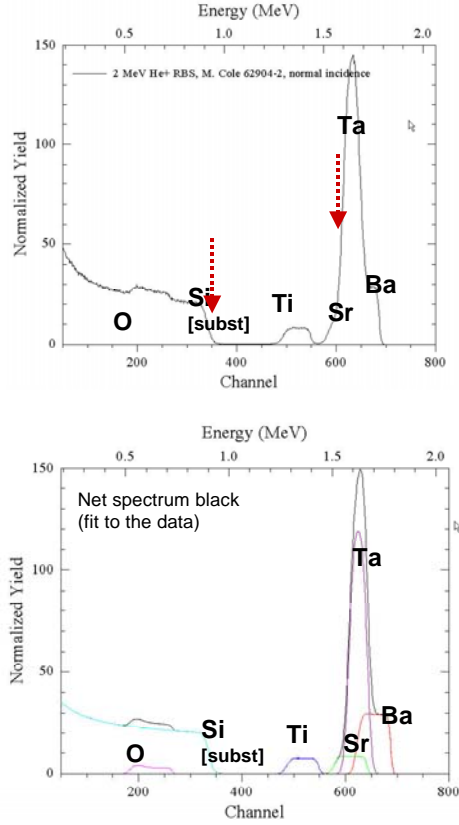 Energy (MeV)
0.5 1.0 1.5 2.0
150
2 MeV He+ RBS, M. Cole 62904-2, normal incidence
Ta
100
Normalized Yield
50
Si
Ti
Ba
O
[subst]
Sr
0
200 400 600 800
Channel
Energy (MeV)
0.5 1.0 1.5 2.0
150
Net spectrum black
(fit to the data)
Ta
100
Normalized Yield
50
Si
Ti
Ba
O
[subst]
Sr
0
200 400 600 800
Channel